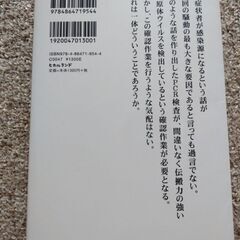 症状者が感染源になるという話が
回の騒動の最も大きな要因であると言っても過言でない。
のような話を作り出したPCR検査が、間違いなく伝搬力の強い
原体ウイルスを検出しているという確認作業が必要となる。
かし、この確認作業を行うような気配はない。
れは一体どういうことであろうか。
9784864719544
1920047013001
ISBN978-4-86471-954-4
C0047 ¥1300E
ヒカルランド
定価 本体1,300円+税